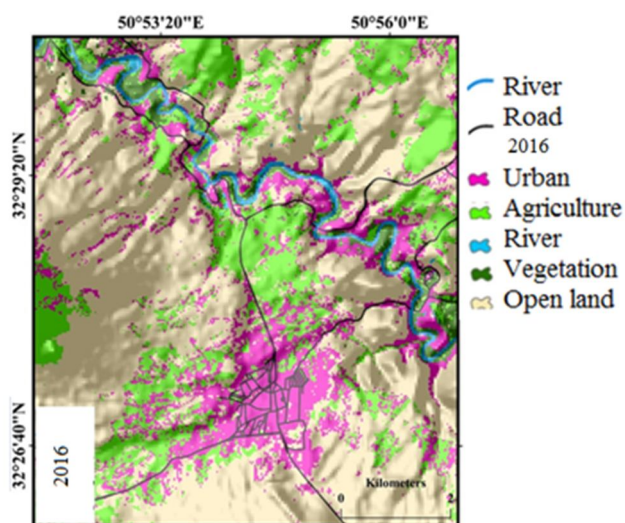 50°53'20"E 50°56'0"E
32°29'20"N
32°26'40"N
2016
Kilometers
0 2
River
Road
2016
Urban
Agriculture
River
Vegetation
Open land